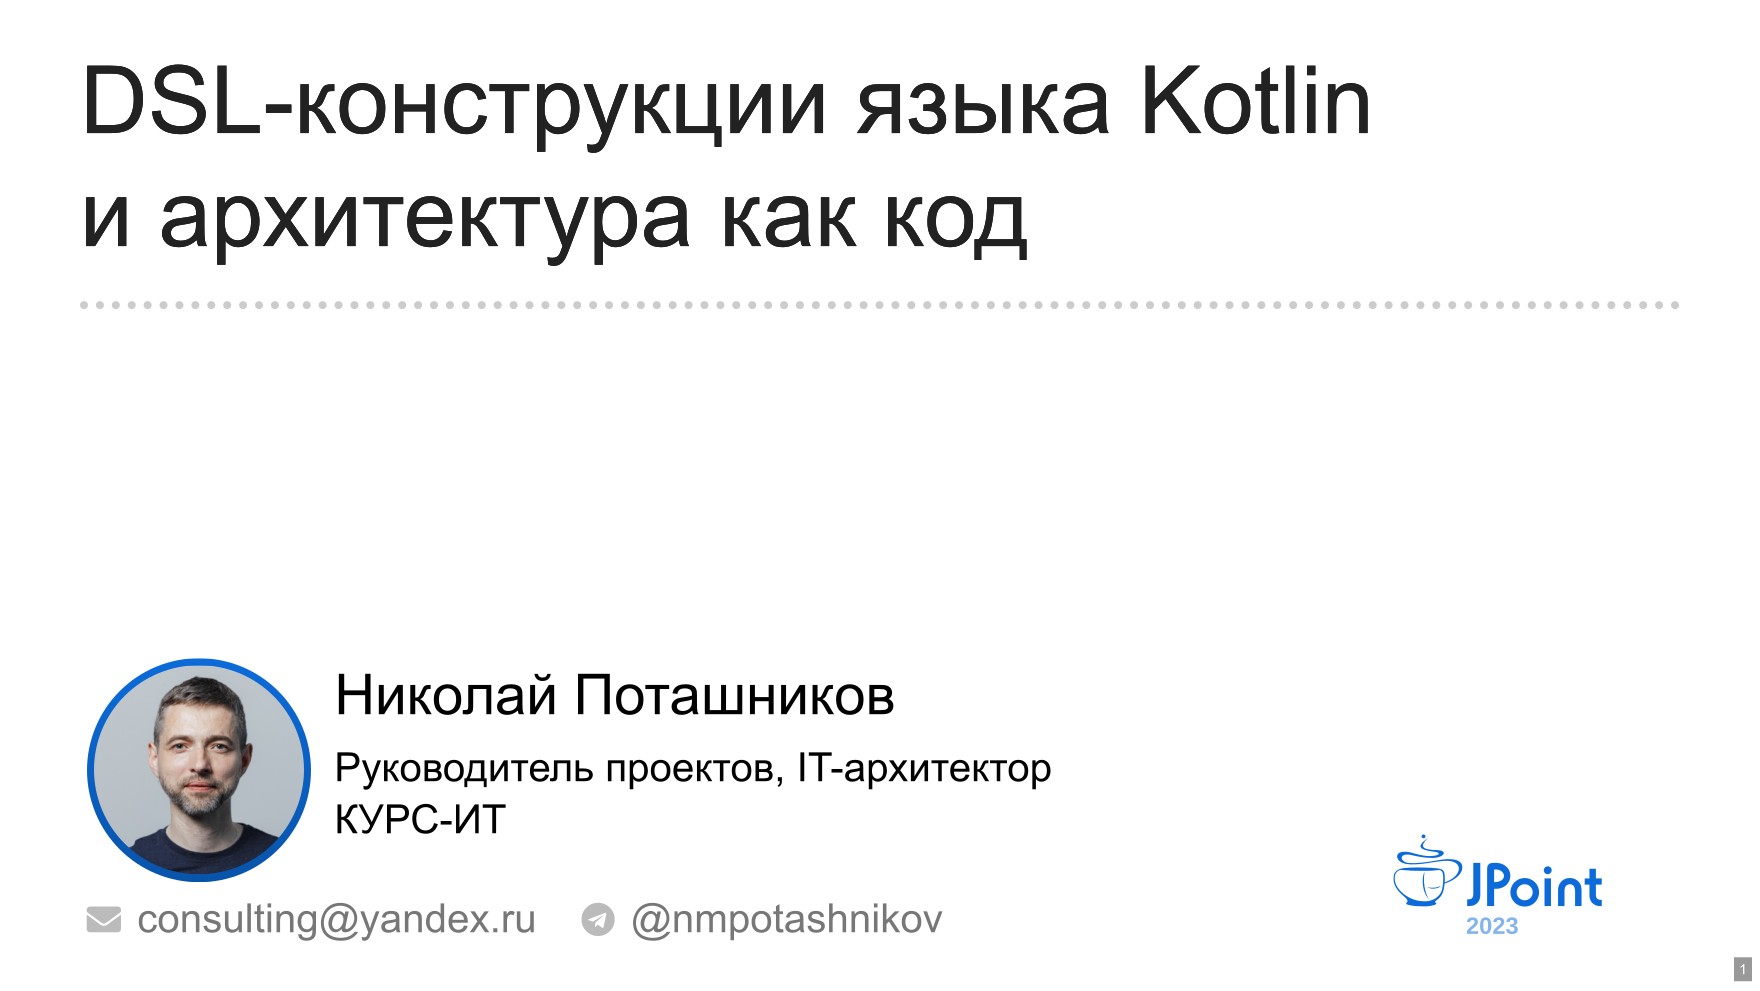 DSL-конструкции языка Kotlin
и архитектура как код
Николай Поташников
Руководитель проектов, IT-архитектор
КУРС-ИТ
consulting@yandex.ru @nmpotashnikov
JPoint
2023
1